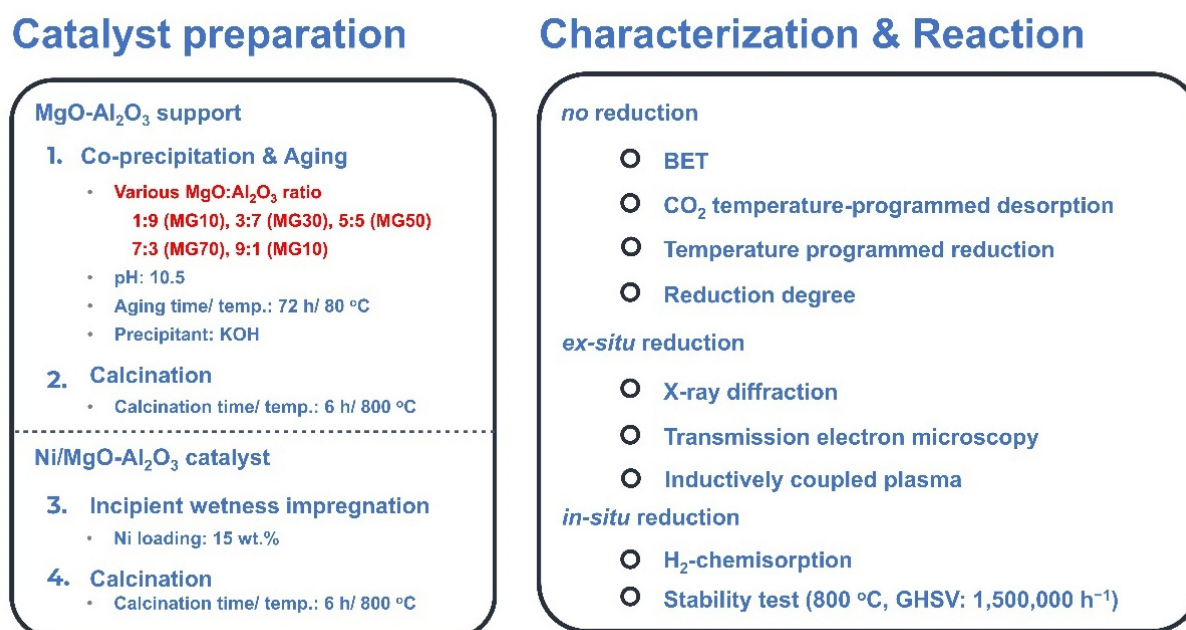 Catalyst preparation
MgO-Al₂O₃ support
1. Co-precipitation & Aging
• Various MgO:Al₂O₃ ratio
1:9 (MG10), 3:7 (MG30), 5:5 (MG50)
7:3 (MG70), 9:1 (MG10)
• pH: 10.5
• Aging time/ temp.: 72 h/ 80 °C
• Precipitant: KOH
2. Calcination
• Calcination time/ temp.: 6 h/ 800 °C
Ni/MgO-Al₂O₃ catalyst
3. Incipient wetness impregnation
• Ni loading: 15 wt.%
4. Calcination
• Calcination time/ temp.: 6 h/ 800 °C
Characterization & Reaction
no reduction
BET
CO₂ temperature-programmed desorption
Temperature programmed reduction
Reduction degree
ex-situ reduction
X-ray diffraction
Transmission electron microscopy
Inductively coupled plasma
in-situ reduction
H₂-chemisorption
Stability test (800 °C, GHSV: 1,500,000 h⁻¹)